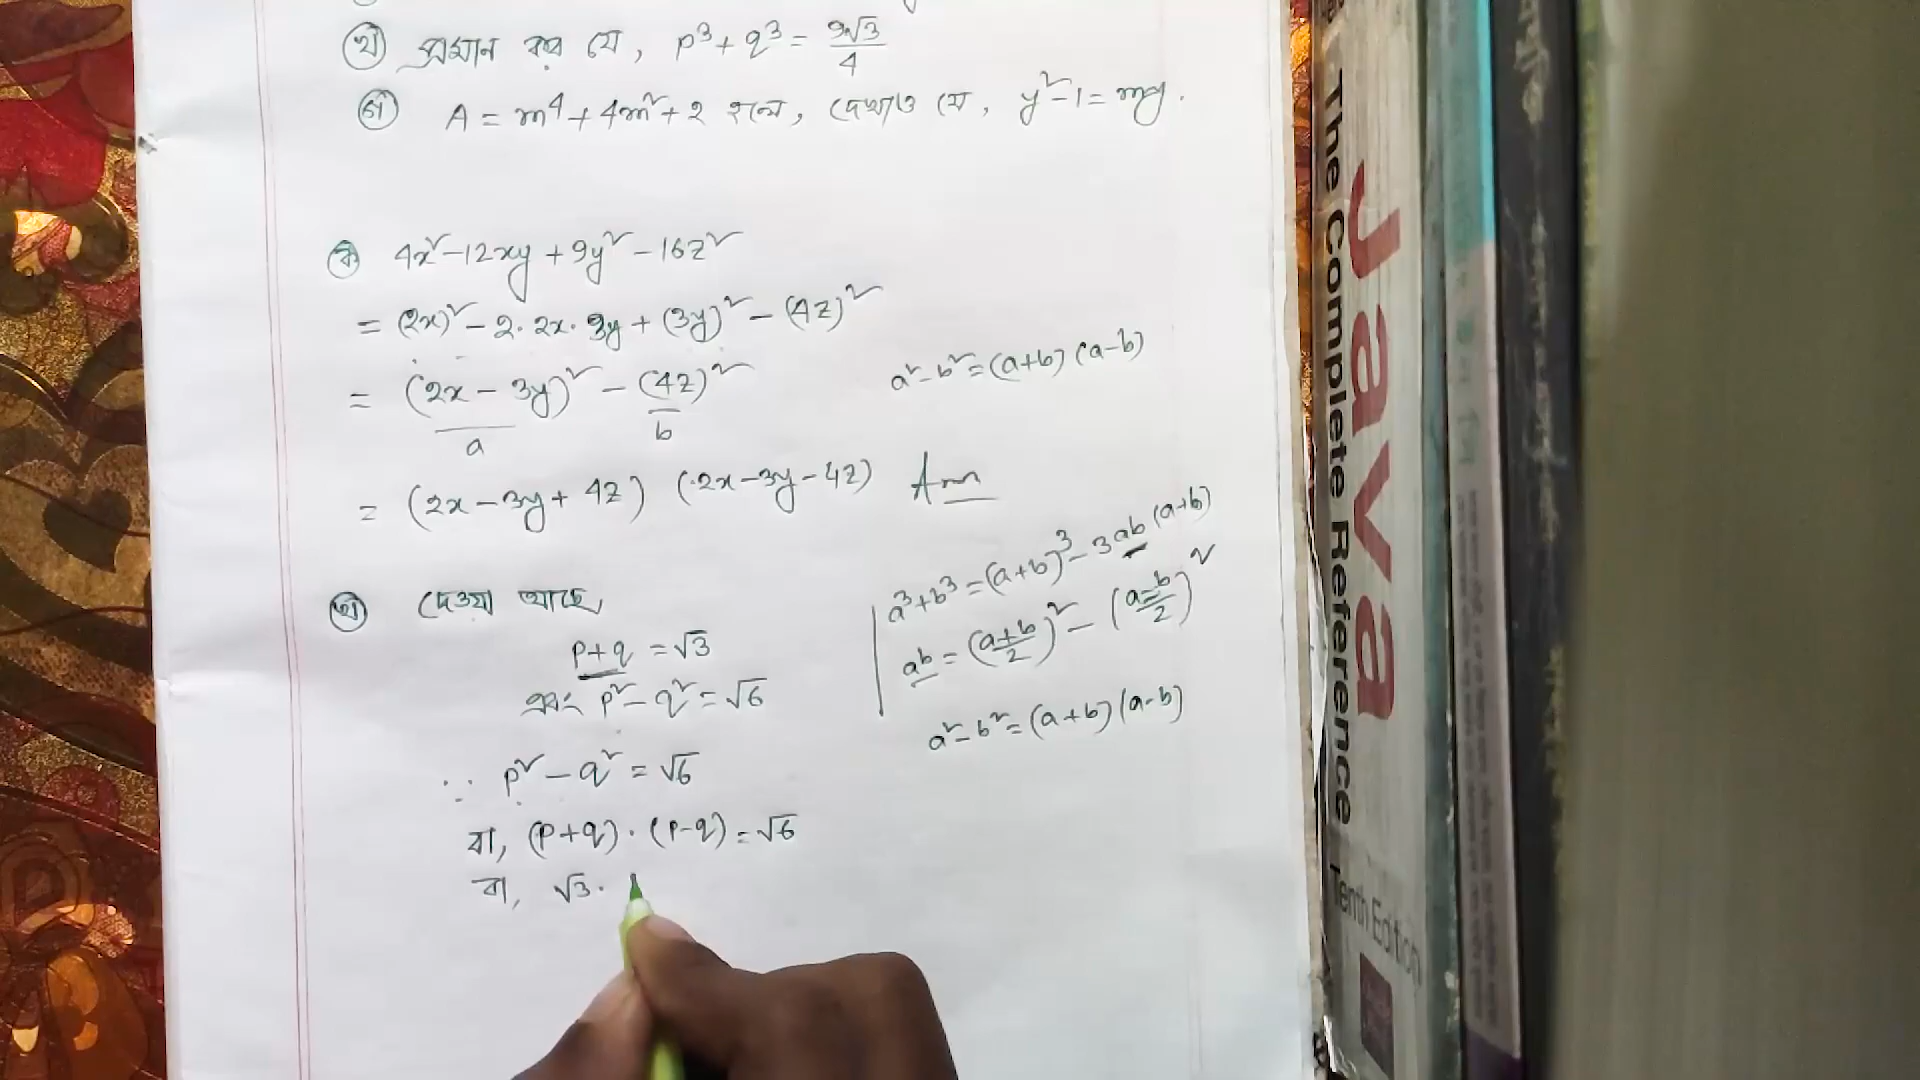 (খ) প্রমান কর যে, p³ + q³ = 9√3/4
(গ) A = m⁴ + 4m² + 2 হলে, দেখাও যে, y² - 1 = my.
(ক) 4x² - 12xy + 9y² - 16z²
= (2x)² - 2. 2x. 3y + (3y)² - (4z)²
= (2x - 3y)² - (4z)²
a b
a² - b² = (a+b) (a-b)
= (2x - 3y + 4z) (2x - 3y - 4z) Ans
(খ) দেওয়া আছে,
p+q = √3
এবং p² - q² = √6
∴ p² - q² = √6
বা, (p+q) . (p-q) = √6
বা, √3 .
a³ + b³ = (a+b)³ - 3ab (a+b)
ab = (a+b/2)² - (a-b/2)²
a² - b² = (a+b) (a-b)
Java
The Complete Reference
Tenth Edition